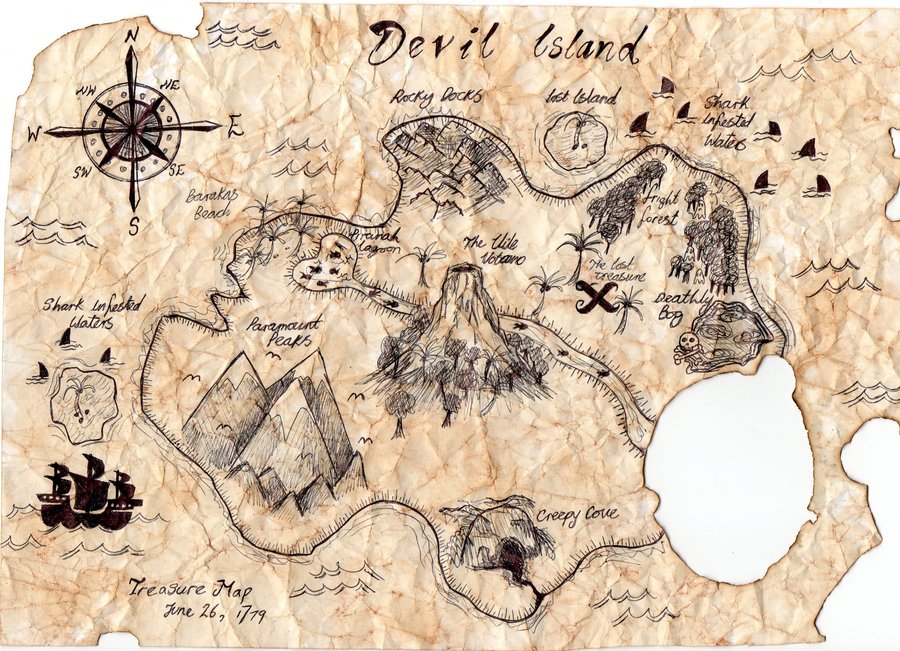 Devil Island
N
NW
NE
W
E
SW
SE
S
Rocky Docks
Lost Island
Shark
Infested
Waters
Barakas
Beach
Piranah
Lagoon
The Vile
Volcano
Fright
Forest
The Lost
Treasure
X
Deathly
Bog
Shark Infested
Waters
Paramount
Peaks
Creepy Cove
Treasure Map
June 26, 1779